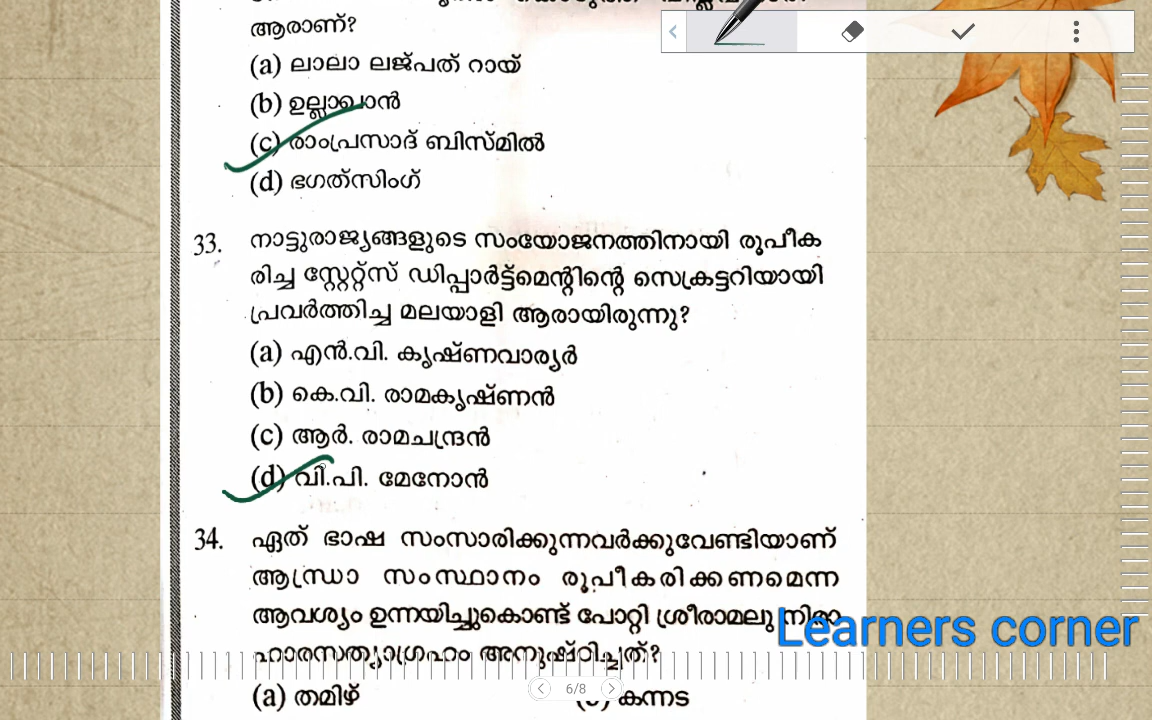 ആരാണ്?
(a) ലാലാ ലജ്പത് റായ്
(b) ഉല്ലാഖാൻ
(c) രാംപ്രസാദ് ബിസ്മിൽ
(d) ഭഗത്സിംഗ്
33. നാട്ടുരാജ്യങ്ങളുടെ സംയോജനത്തിനായി രൂപീക
രിച്ച സ്റ്റേറ്റ്സ് ഡിപ്പാർട്ട്മെന്റിന്റെ സെക്രട്ടറിയായി
പ്രവർത്തിച്ച മലയാളി ആരായിരുന്നു?
(a) എൻ.വി. കൃഷ്ണവാര്യർ
(b) കെ.വി. രാമകൃഷ്ണൻ
(c) ആർ. രാമചന്ദ്രൻ
(d) വി.പി. മേനോൻ
34. ഏത് ഭാഷ സംസാരിക്കുന്നവർക്കുവേണ്ടിയാണ്
ആന്ധ്രാ സംസ്ഥാനം രൂപീകരിക്കണമെന്ന
ആവശ്യം ഉന്നയിച്ചുകൊണ്ട് പോറ്റി ശ്രീരാമലു നിരാ
ഹാരസത്യാഗ്രഹം അനുഷ്ഠിച്ചത്?
(a) തമിഴ് കന്നട
Learners corner
6/8